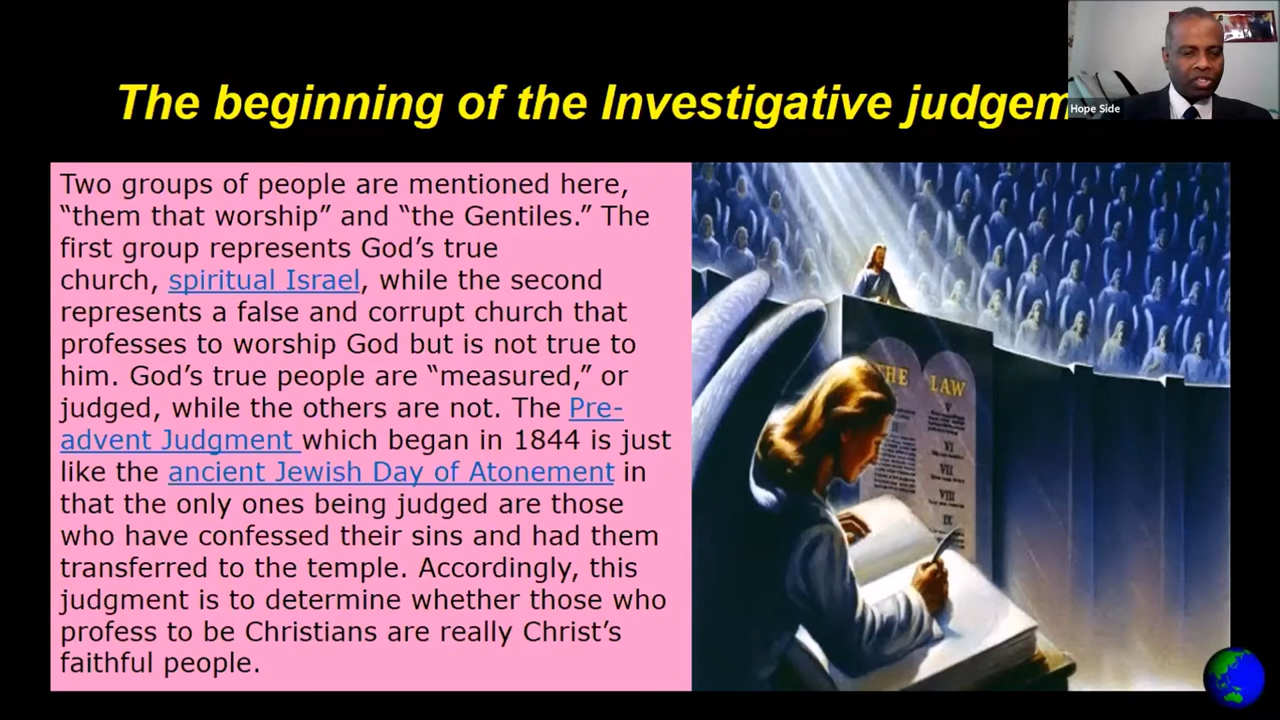 The beginning of the Investigative judgem
Hope Side
Two groups of people are mentioned here,
“them that worship” and “the Gentiles.” The
first group represents God’s true
church, spiritual Israel, while the second
represents a false and corrupt church that
professes to worship God but is not true to
him. God’s true people are “measured,” or
judged, while the others are not. The Pre-
advent Judgment which began in 1844 is just
like the ancient Jewish Day of Atonement in
that the only ones being judged are those
who have confessed their sins and had them
transferred to the temple. Accordingly, this
judgment is to determine whether those who
profess to be Christians are really Christ’s
faithful people.
THE LAW
II
V
VI
VII
VIII
IX